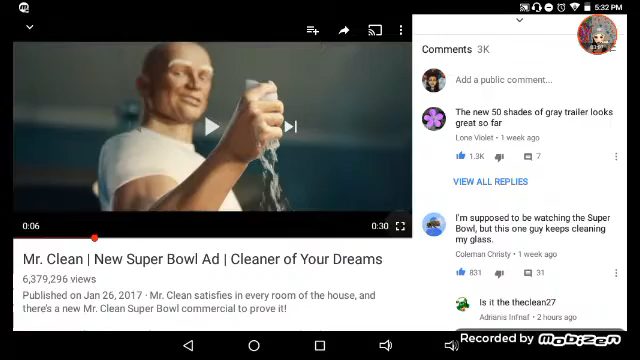 5:32 PM
Comments 3K
03:07
Add a public comment...
The new 50 shades of gray trailer looks
great so far
Lone Violet • 1 week ago
1.3K
7
VIEW ALL REPLIES
I'm supposed to be watching the Super
Bowl, but this one guy keeps cleaning
my glass.
Coleman Christy • 1 week ago
831
31
Is it the theclean27
Adrianis Infnaf • 2 hours ago
0:06
0:30
Mr. Clean | New Super Bowl Ad | Cleaner of Your Dreams
6,379,296 views
Published on Jan 26, 2017 · Mr. Clean satisfies in every room of the house, and
there's a new Mr. Clean Super Bowl commercial to prove it!
Recorded by mobizen